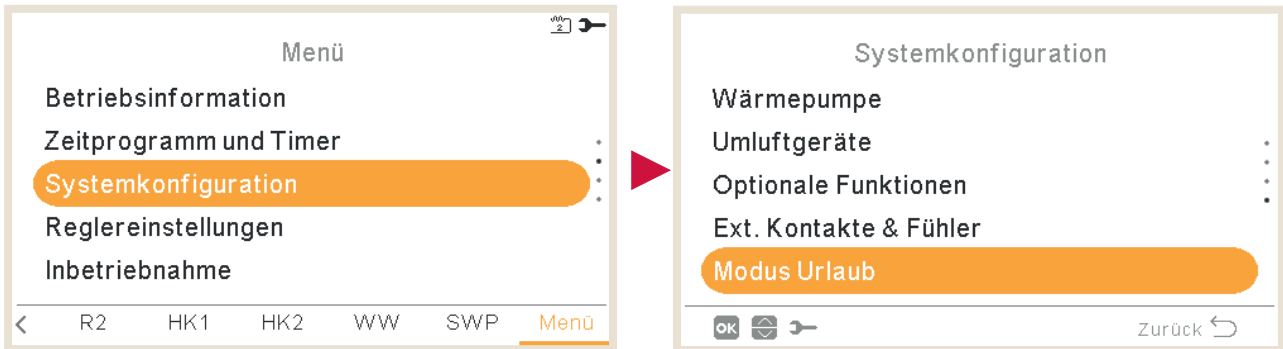 2
Menü
Betriebsinformation
Zeitprogramm und Timer
Systemkonfiguration
Reglereinstellungen
Inbetriebnahme
< R2 HK1 HK2 WW SWP Menü
Systemkonfiguration
Wärmepumpe
Umluftgeräte
Optionale Funktionen
Ext. Kontakte & Fühler
Modus Urlaub
OK Zurück